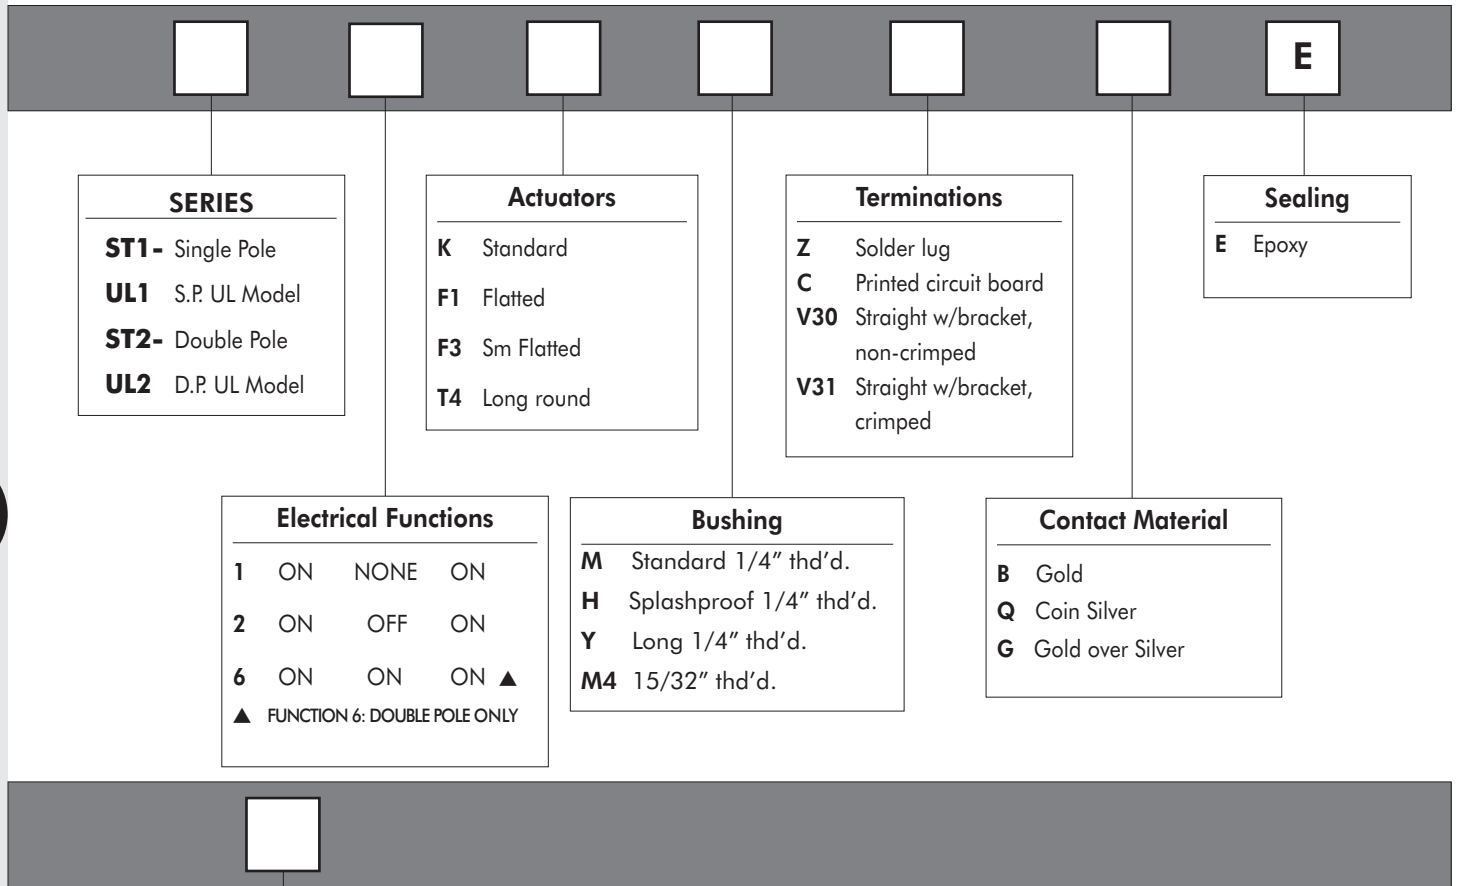 E
SERIES
ST1- Single Pole
UL1 S.P. UL Model
ST2- Double Pole
UL2 D.P. UL Model
Actuators
K Standard
F1 Flatted
F3 Sm Flatted
T4 Long round
Terminations
Z Solder lug
C Printed circuit board
V30 Straight w/bracket,
non-crimped
V31 Straight w/bracket,
crimped
Sealing
E Epoxy
Electrical Functions
1 ON NONE ON
2 ON OFF ON
6 ON ON ON ▲
▲ FUNCTION 6: DOUBLE POLE ONLY
Bushing
M Standard 1/4” thd’d.
H Splashproof 1/4” thd’d.
Y Long 1/4” thd’d.
M4 15/32” thd’d.
Contact Material
B Gold
Q Coin Silver
G Gold over Silver